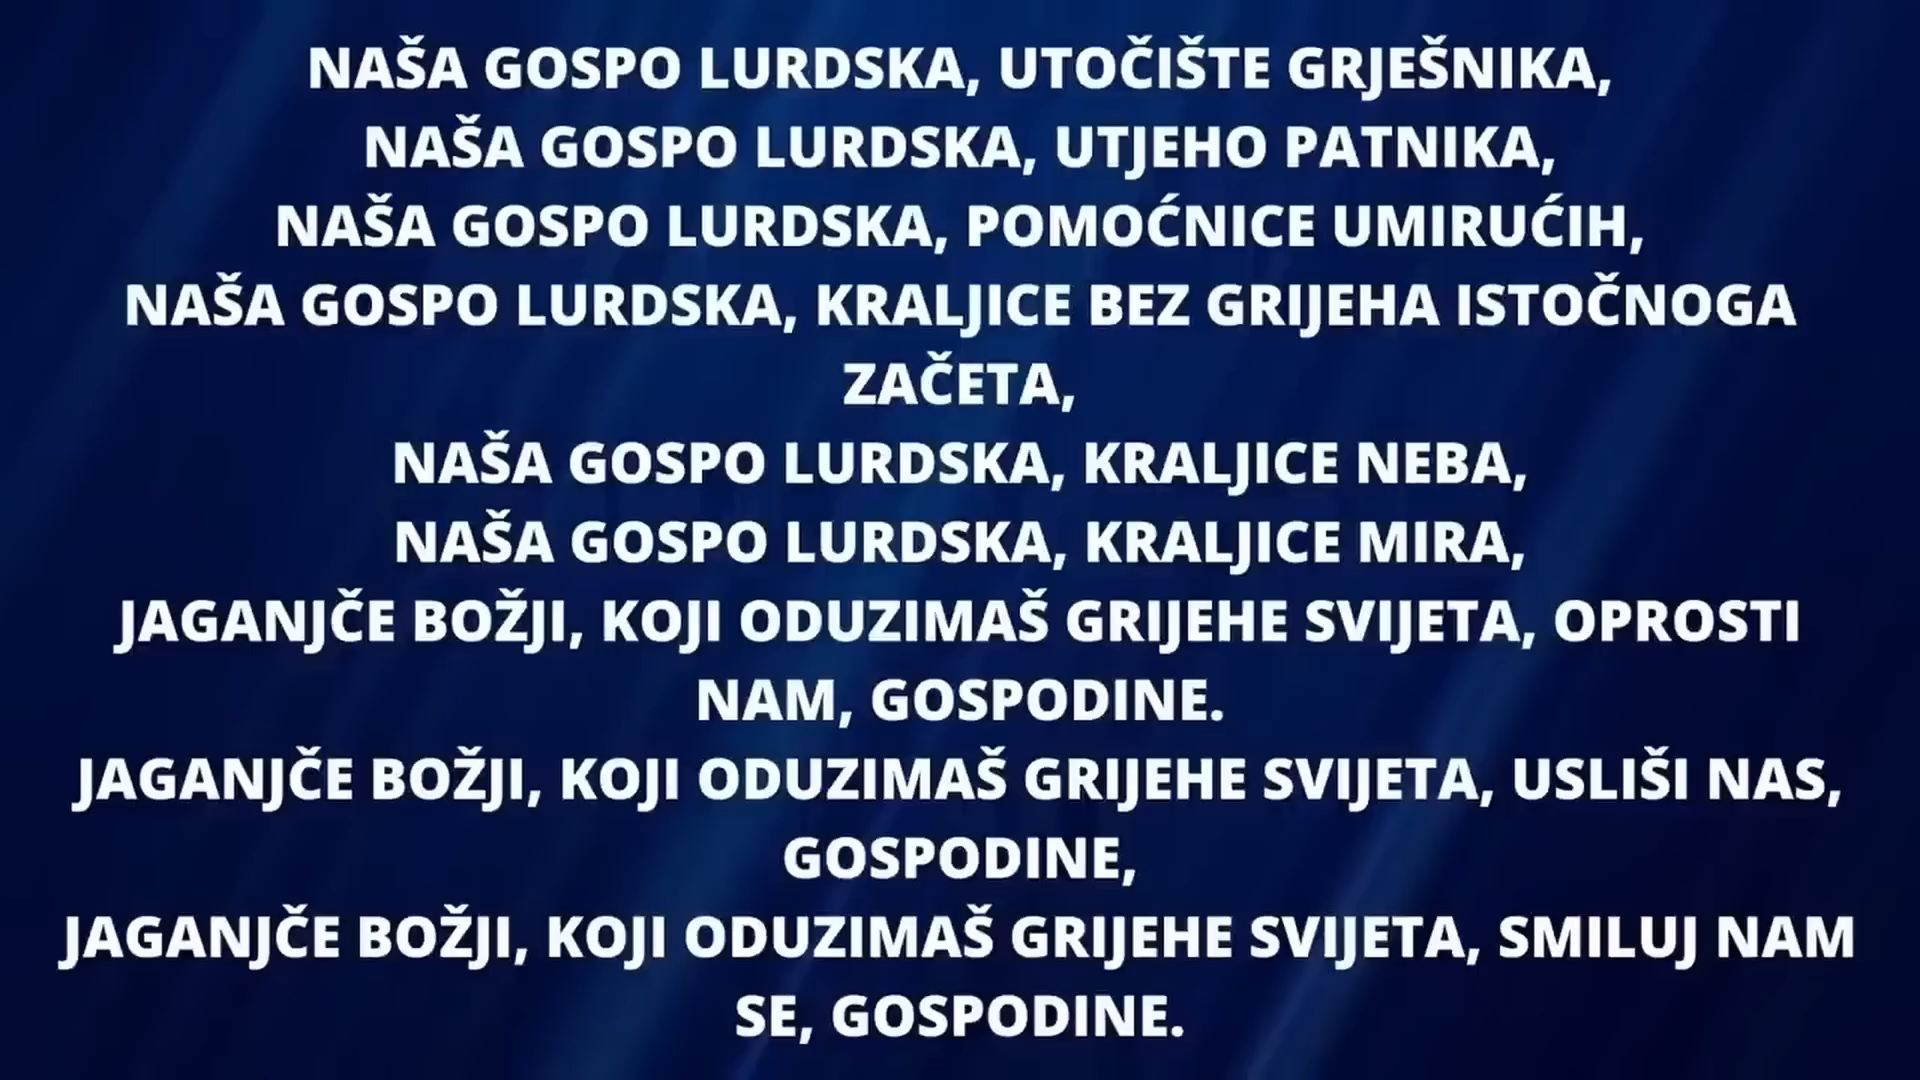 NAŠA GOSPO LURDSKA, UTOČIŠTE GRJEŠNIKA,
NAŠA GOSPO LURDSKA, UTJEHO PATNIKA,
NAŠA GOSPO LURDSKA, POMOĆNICE UMIRUĆIH,
NAŠA GOSPO LURDSKA, KRALJICE BEZ GRIJEHA ISTOČNOGA
ZAČETA,
NAŠA GOSPO LURDSKA, KRALJICE NEBA,
NAŠA GOSPO LURDSKA, KRALJICE MIRA,
JAGANJČE BOŽJI, KOJI ODUZIMAŠ GRIJEHE SVIJETA, OPROSTI
NAM, GOSPODINE.
JAGANJČE BOŽJI, KOJI ODUZIMAŠ GRIJEHE SVIJETA, USLIŠI NAS,
GOSPODINE,
JAGANJČE BOŽJI, KOJI ODUZIMAŠ GRIJEHE SVIJETA, SMILUJ NAM
SE, GOSPODINE.